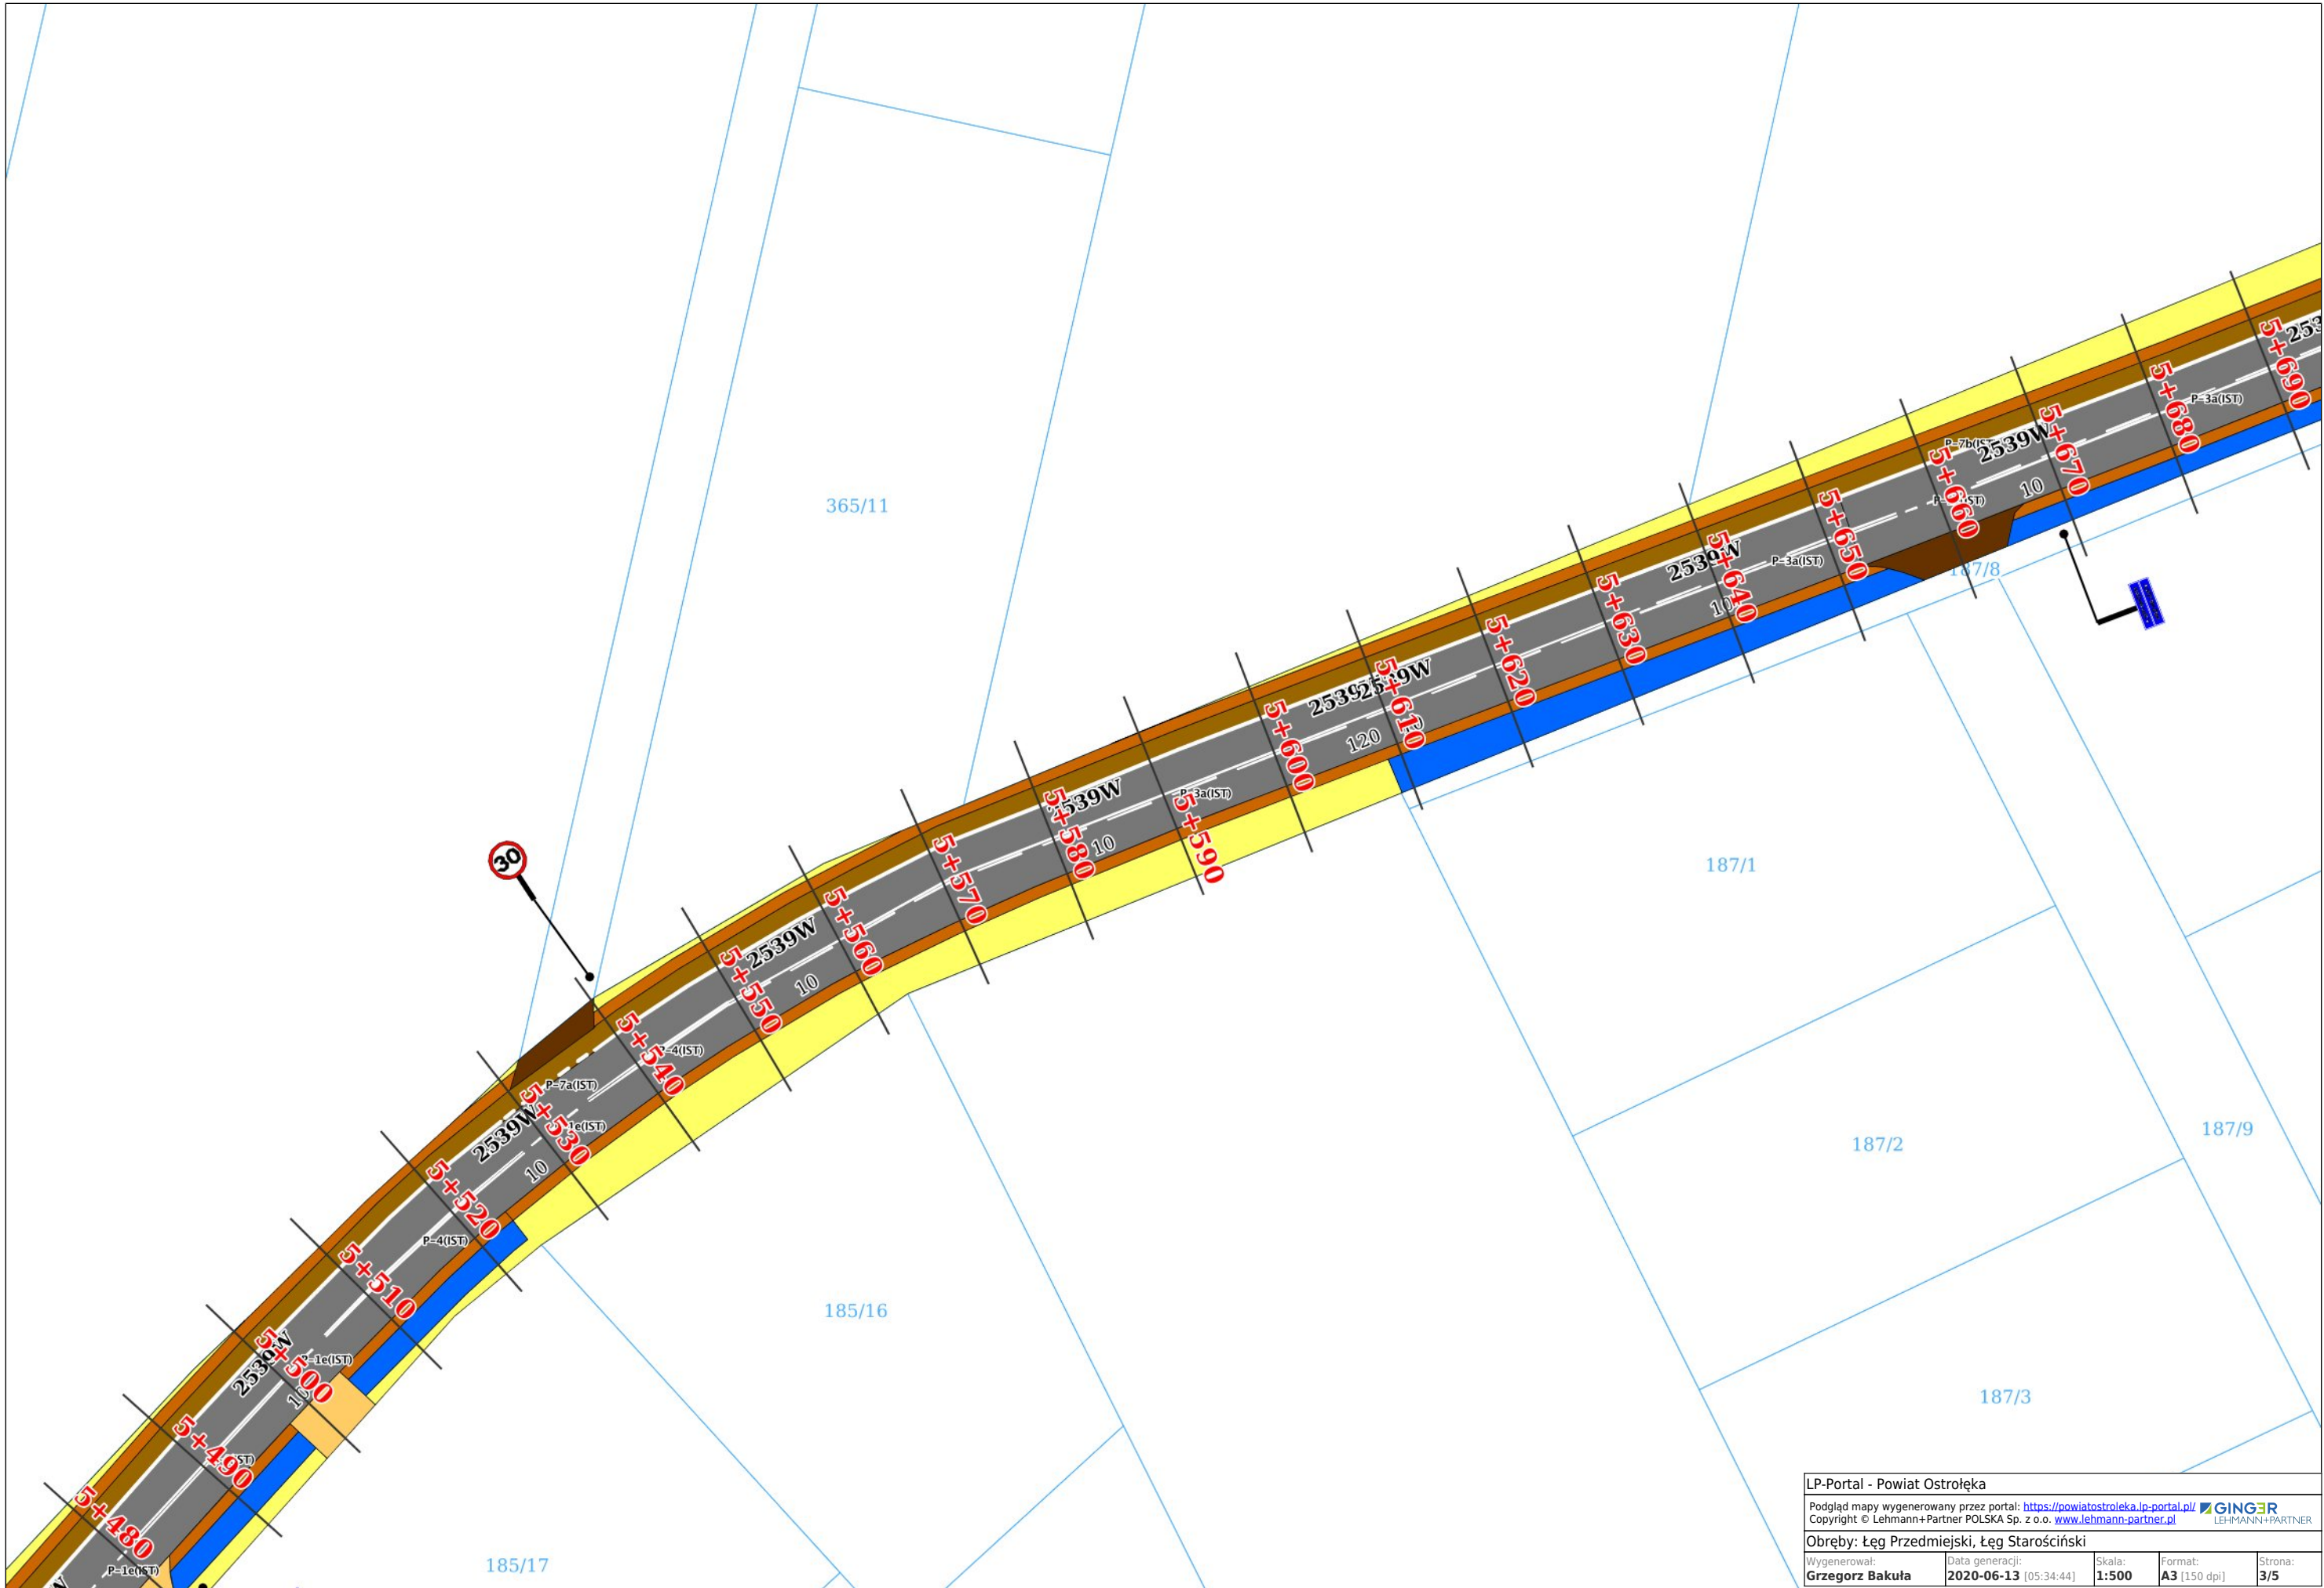 365/11
5+690
5+680
P-3a(IST)
5+670
2539W
10
5+660
187/8
5+650
P-3a(IST)
5+640
2539W
10
5+630
5+620
5+610
2539W
120
5+600
5+590
P-3a(IST)
5+580
2539W
10
5+570
5+560
2539W
10
5+550
30
5+540
P-4(IST)
P-7a(IST)
5+530
2539W
10
5+520
P-4(IST)
5+510
5+500
2539W
P-1e(IST)
10
5+490
5+480
P-1e(IST)
187/1
187/2
187/9
187/3
185/16
185/17
LP-Portal - Powiat Ostrołęka
Podgląd mapy wygenerowany przez portal: https://powiatostroleka.lp-portal.pl/
Copyright © Lehmann+Partner POLSKA Sp. z o.o. www.lehmann-partner.pl
GINGER
LEHMANN+PARTNER
Obręby: Łęg Przedmiejski, Łęg Starościński
Wygenerował: Data generacji: Skala: Format: Strona:
Grzegorz Bakuła 2020-06-13 [05:34:44] 1:500 A3 [150 dpi] 3/5